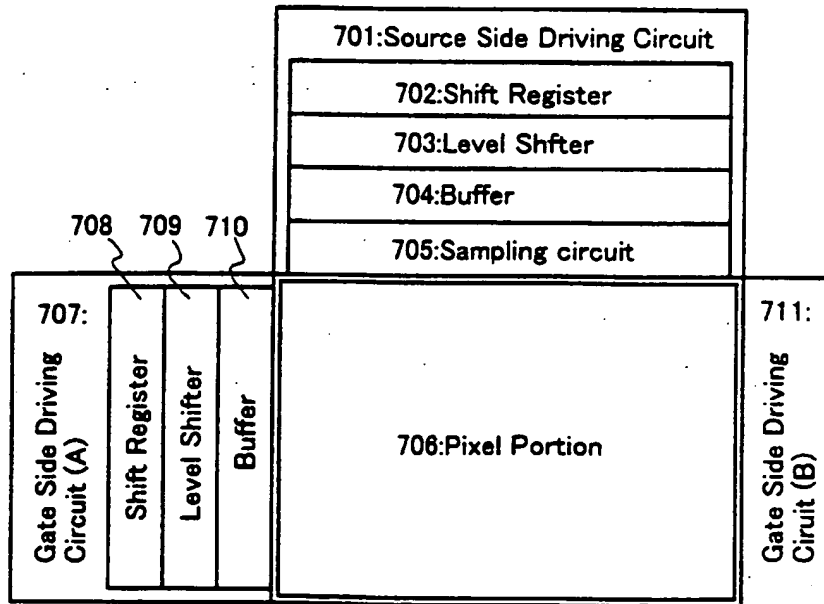 701:Source Side Driving Circuit
702:Shift Register
703:Level Shfter
704:Buffer
705:Sampling circuit
708 709 710
707:
Gate Side Driving
Circuit (A)
Shift Register
Level Shifter
Buffer
706:Pixel Portion
711:
Gate Side Driving
Ciruit (B)